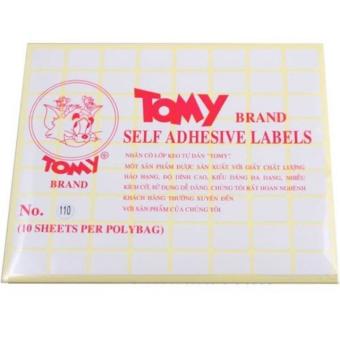 TOMY BRAND
SELF ADHESIVE LABELS
TOMY
BRAND
NHÃN CÓ LỚP KEO TỰ DÁN "TOMY".
MỘT SẢN PHẨM ĐƯỢC SẢN XUẤT VỚI GIẤY CHẤT LƯỢNG
HẢO HẠNG, ĐỘ DÍNH CAO, KIỂU DÁNG ĐA DẠNG, NHIỀU
KÍCH CỠ, SỬ DỤNG DỄ DÀNG. CHÚNG TÔI RẤT HOAN NGHÊNH
KHÁCH HÀNG THƯỜNG XUYÊN ĐẾN
VỚI SẢN PHẨM CỦA CHÚNG TÔI
No. 110
(10 SHEETS PER POLYBAG)